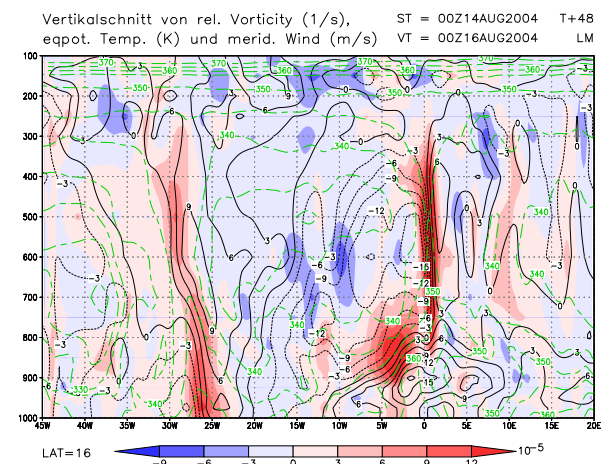 Vertikalschnitt von rel. Vorticity (1/s), ST = 00Z14AUG2004 T+48
eqpot. Temp. (K) und merid. Wind (m/s) VT = 00Z16AUG2004 LM
100
200
300
400
500
600
700
800
900
1000
45W 40W 35W 30W 25W 20W 15W 10W 5W 0 5E 10E 15E 20E
LAT=16
-9 -6 -3 0 3 6 9 12 10-5